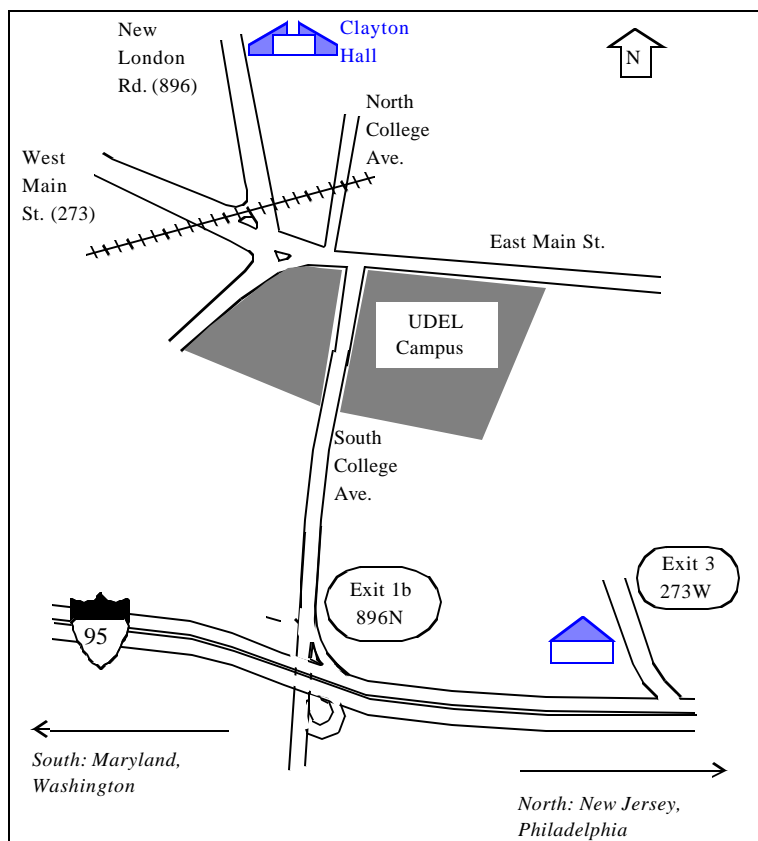 New
London
Rd. (896)
Clayton
Hall
N
North
College
Ave.
West
Main
St. (273)
East Main St.
UDEL
Campus
South
College
Ave.
Exit 3
273W
Exit 1b
896N
95
South: Maryland,
Washington
North: New Jersey,
Philadelphia